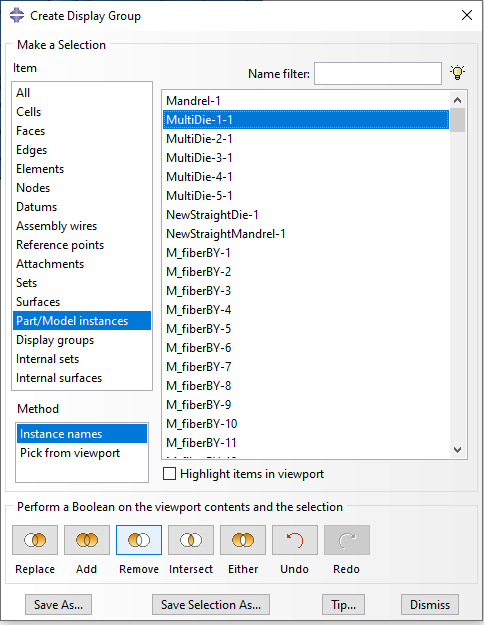 Create Display Group
Make a Selection
Item
All
Cells
Faces
Edges
Elements
Nodes
Datums
Assembly wires
Reference points
Attachments
Sets
Surfaces
Part/Model instances
Display groups
Internal sets
Internal surfaces
Method
Instance names
Pick from viewport
Name filter:
Mandrel-1
MultiDie-1-1
MultiDie-2-1
MultiDie-3-1
MultiDie-4-1
MultiDie-5-1
NewStraightDie-1
NewStraightMandrel-1
M_fiberBY-1
M_fiberBY-2
M_fiberBY-3
M_fiberBY-4
M_fiberBY-5
M_fiberBY-6
M_fiberBY-7
M_fiberBY-8
M_fiberBY-9
M_fiberBY-10
M_fiberBY-11
Highlight items in viewport
Perform a Boolean on the viewport contents and the selection
Replace Add Remove Intersect Either Undo Redo
Save As... Save Selection As... Tip... Dismiss